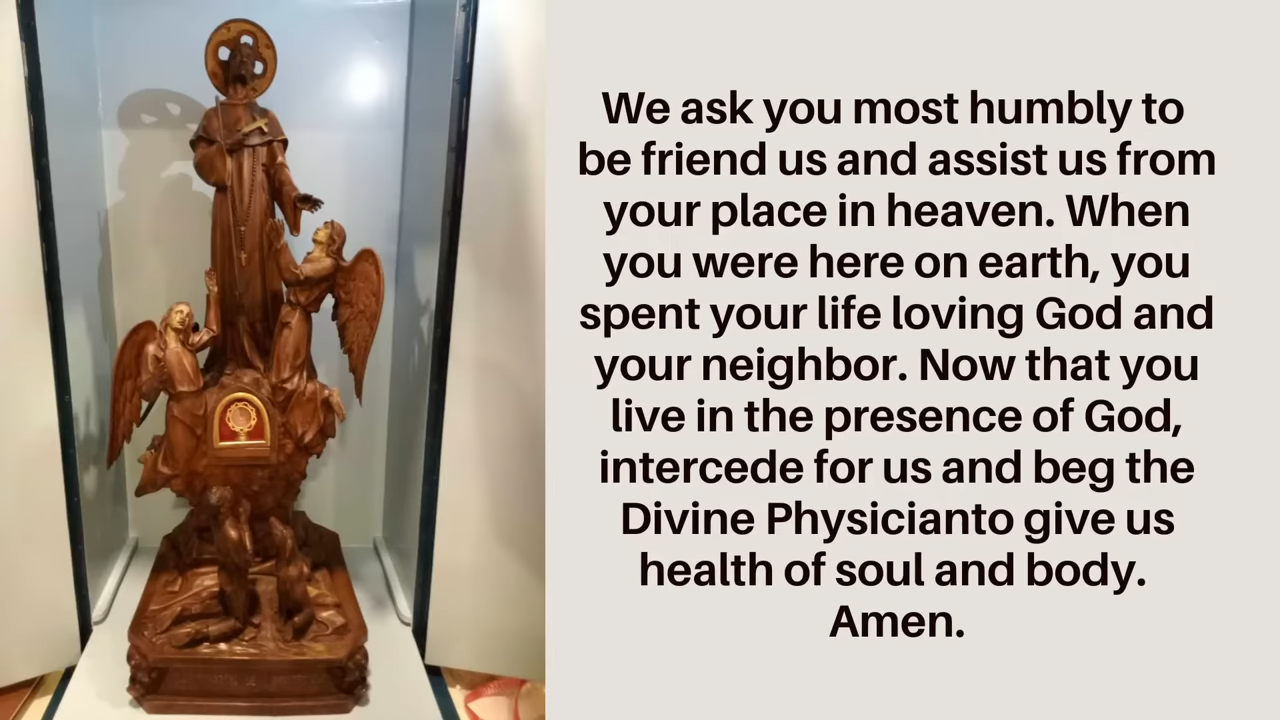 We ask you most humbly to
be friend us and assist us from
your place in heaven. When
you were here on earth, you
spent your life loving God and
your neighbor. Now that you
live in the presence of God,
intercede for us and beg the
Divine Physicianto give us
health of soul and body.
Amen.